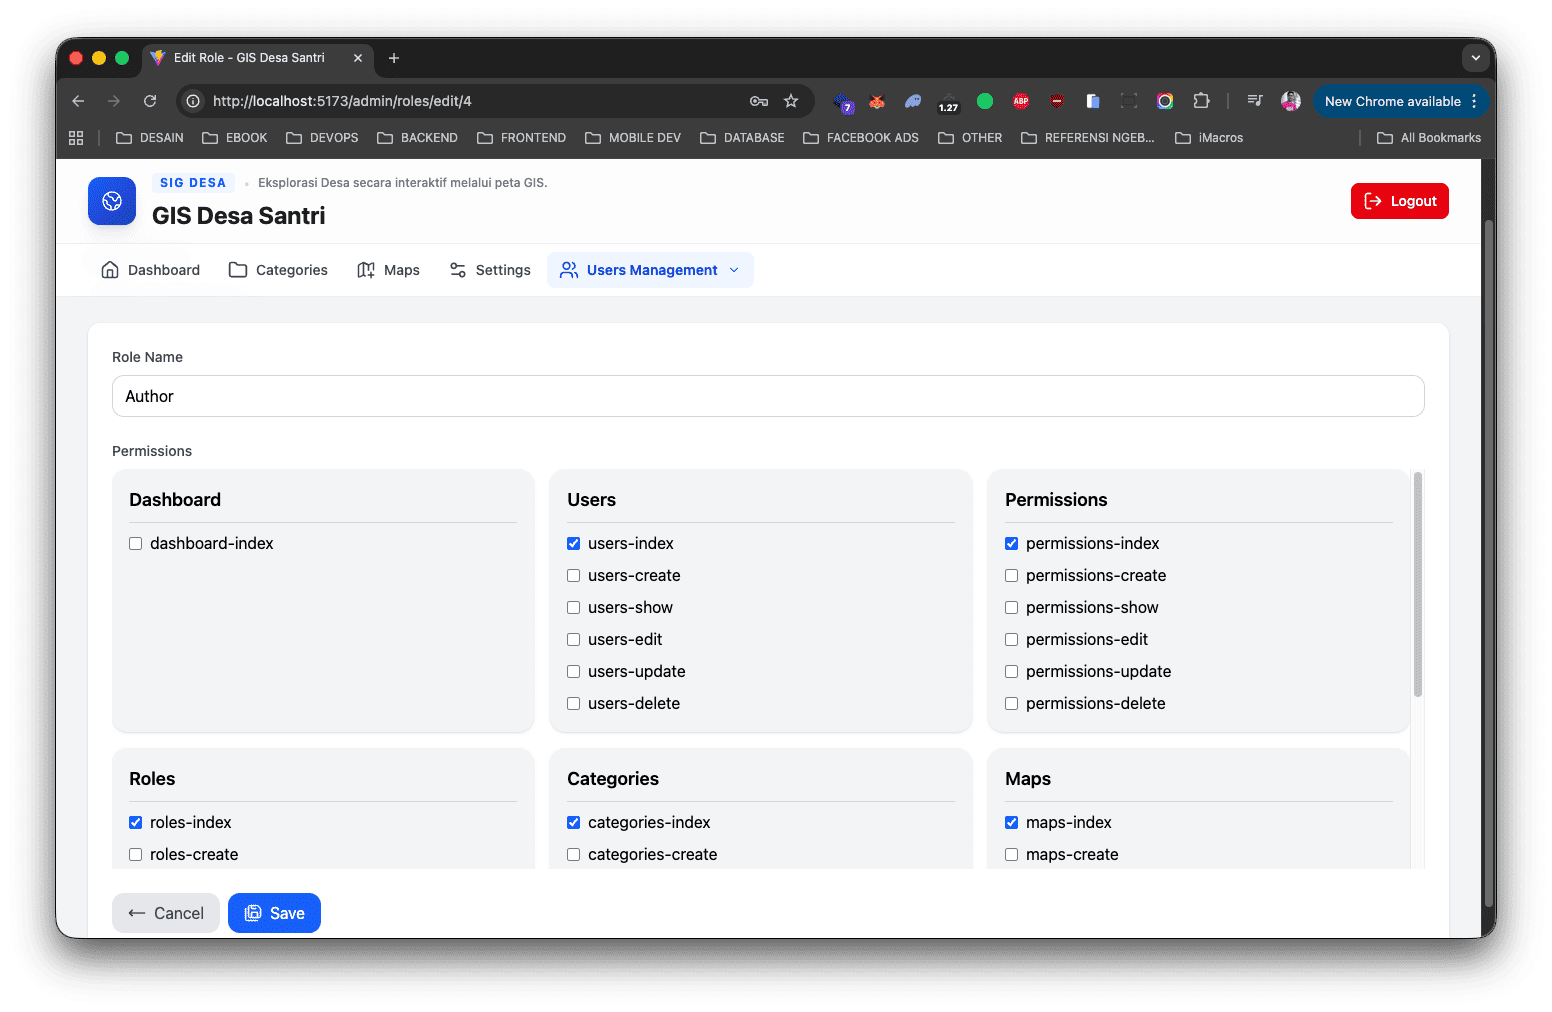 Edit Role - GIS Desa Santri
http://localhost:5173/admin/roles/edit/4
7
1.27
ABP
New Chrome available
DESAIN
EBOOK
DEVOPS
BACKEND
FRONTEND
MOBILE DEV
DATABASE
FACEBOOK ADS
OTHER
REFERENSI NGEB...
iMacros
All Bookmarks
SIG DESA
Eksplorasi Desa secara interaktif melalui peta GIS.
GIS Desa Santri
Logout
Dashboard
Categories
Maps
Settings
Users Management
Role Name
Author
Permissions
Dashboard
dashboard-index
Users
users-index
users-create
users-show
users-edit
users-update
users-delete
Permissions
permissions-index
permissions-create
permissions-show
permissions-edit
permissions-update
permissions-delete
Roles
roles-index
roles-create
Categories
categories-index
categories-create
Maps
maps-index
maps-create
Cancel
Save